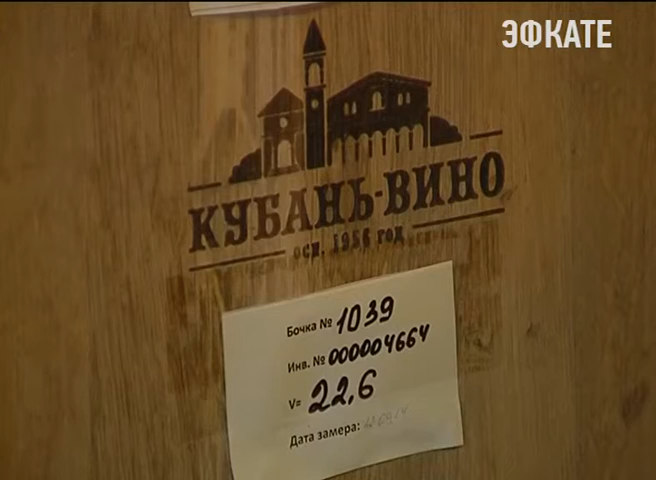 ЭФКАТЕ
КУБАНЬ-ВИНО
осн. 1956 год
Бочка № 1039
Инв. № 000004664
V= 22,6
Дата замера: